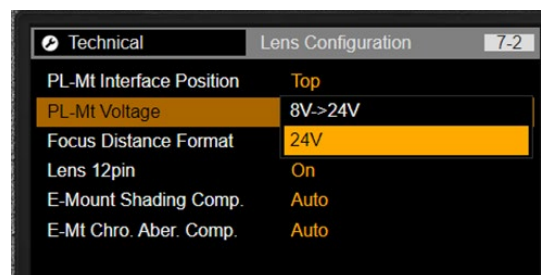 Technical Lens Configuration 7-2
PL-Mt Interface Position Top
PL-Mt Voltage 8V->24V
Focus Distance Format 24V
Lens 12pin On
E-Mount Shading Comp. Auto
E-Mt Chro. Aber. Comp. Auto